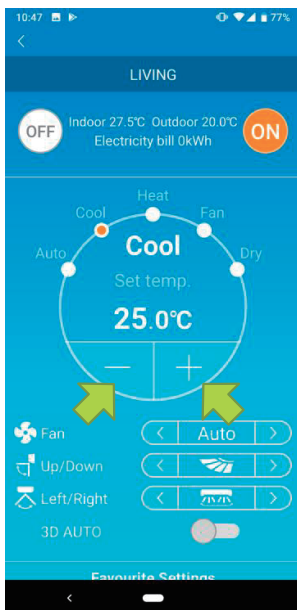 10:47 77%
LIVING
OFF Indoor 27.5℃ Outdoor 20.0℃ ON
Electricity bill 0kWh
Heat
Cool Fan
Auto Cool Dry
Set temp.
25.0℃
− +
Fan < Auto >
Up/Down < >
Left/Right < >
3D AUTO
Favourite Settings